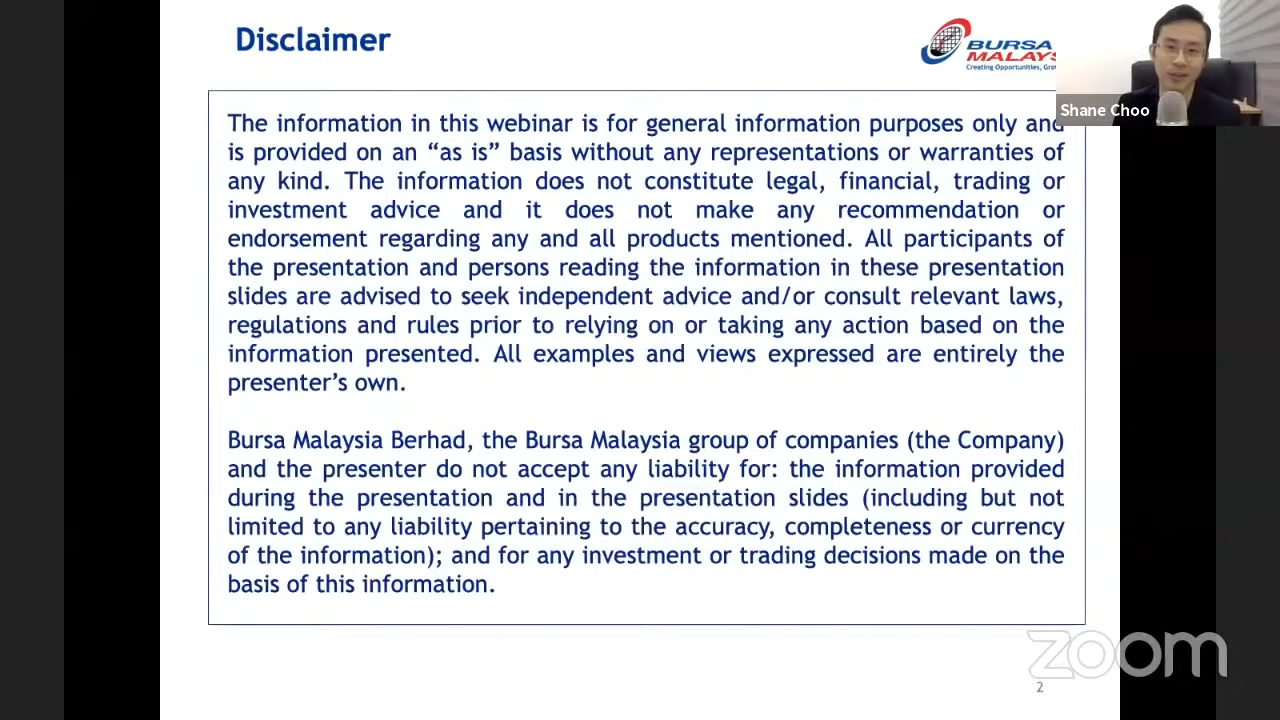 Disclaimer
BURSA
MALAYS
Creating Opportunities, Grow
Shane Choo
The information in this webinar is for general information purposes only and
is provided on an “as is” basis without any representations or warranties of
any kind. The information does not constitute legal, financial, trading or
investment advice and it does not make any recommendation or
endorsement regarding any and all products mentioned. All participants of
the presentation and persons reading the information in these presentation
slides are advised to seek independent advice and/or consult relevant laws,
regulations and rules prior to relying on or taking any action based on the
information presented. All examples and views expressed are entirely the
presenter’s own.
Bursa Malaysia Berhad, the Bursa Malaysia group of companies (the Company)
and the presenter do not accept any liability for: the information provided
during the presentation and in the presentation slides (including but not
limited to any liability pertaining to the accuracy, completeness or currency
of the information); and for any investment or trading decisions made on the
basis of this information.
zoom
2